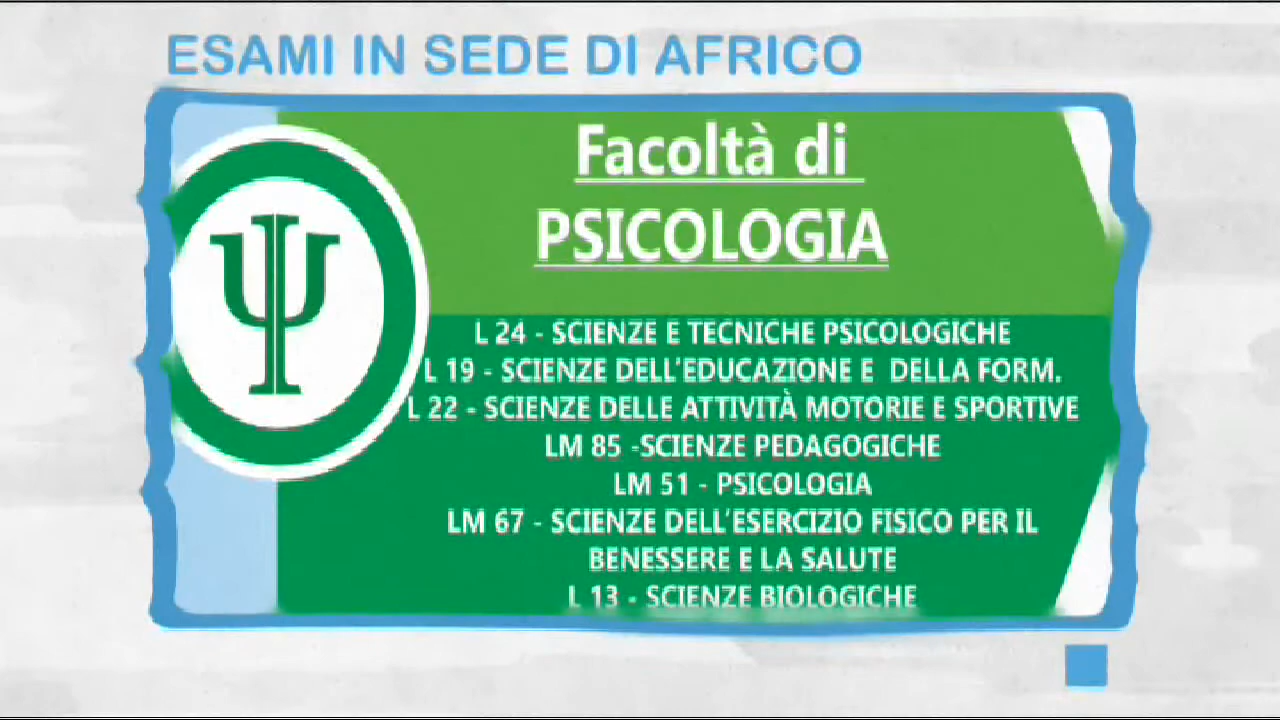 ESAMI IN SEDE DI AFRICO
Facoltà di
PSICOLOGIA
L 24 - SCIENZE E TECNICHE PSICOLOGICHE
L 19 - SCIENZE DELL'EDUCAZIONE E DELLA FORM.
L 22 - SCIENZE DELLE ATTIVITÀ MOTORIE E SPORTIVE
LM 85 -SCIENZE PEDAGOGICHE
LM 51 - PSICOLOGIA
LM 67 - SCIENZE DELL'ESERCIZIO FISICO PER IL
BENESSERE E LA SALUTE
L 13 - SCIENZE BIOLOGICHE